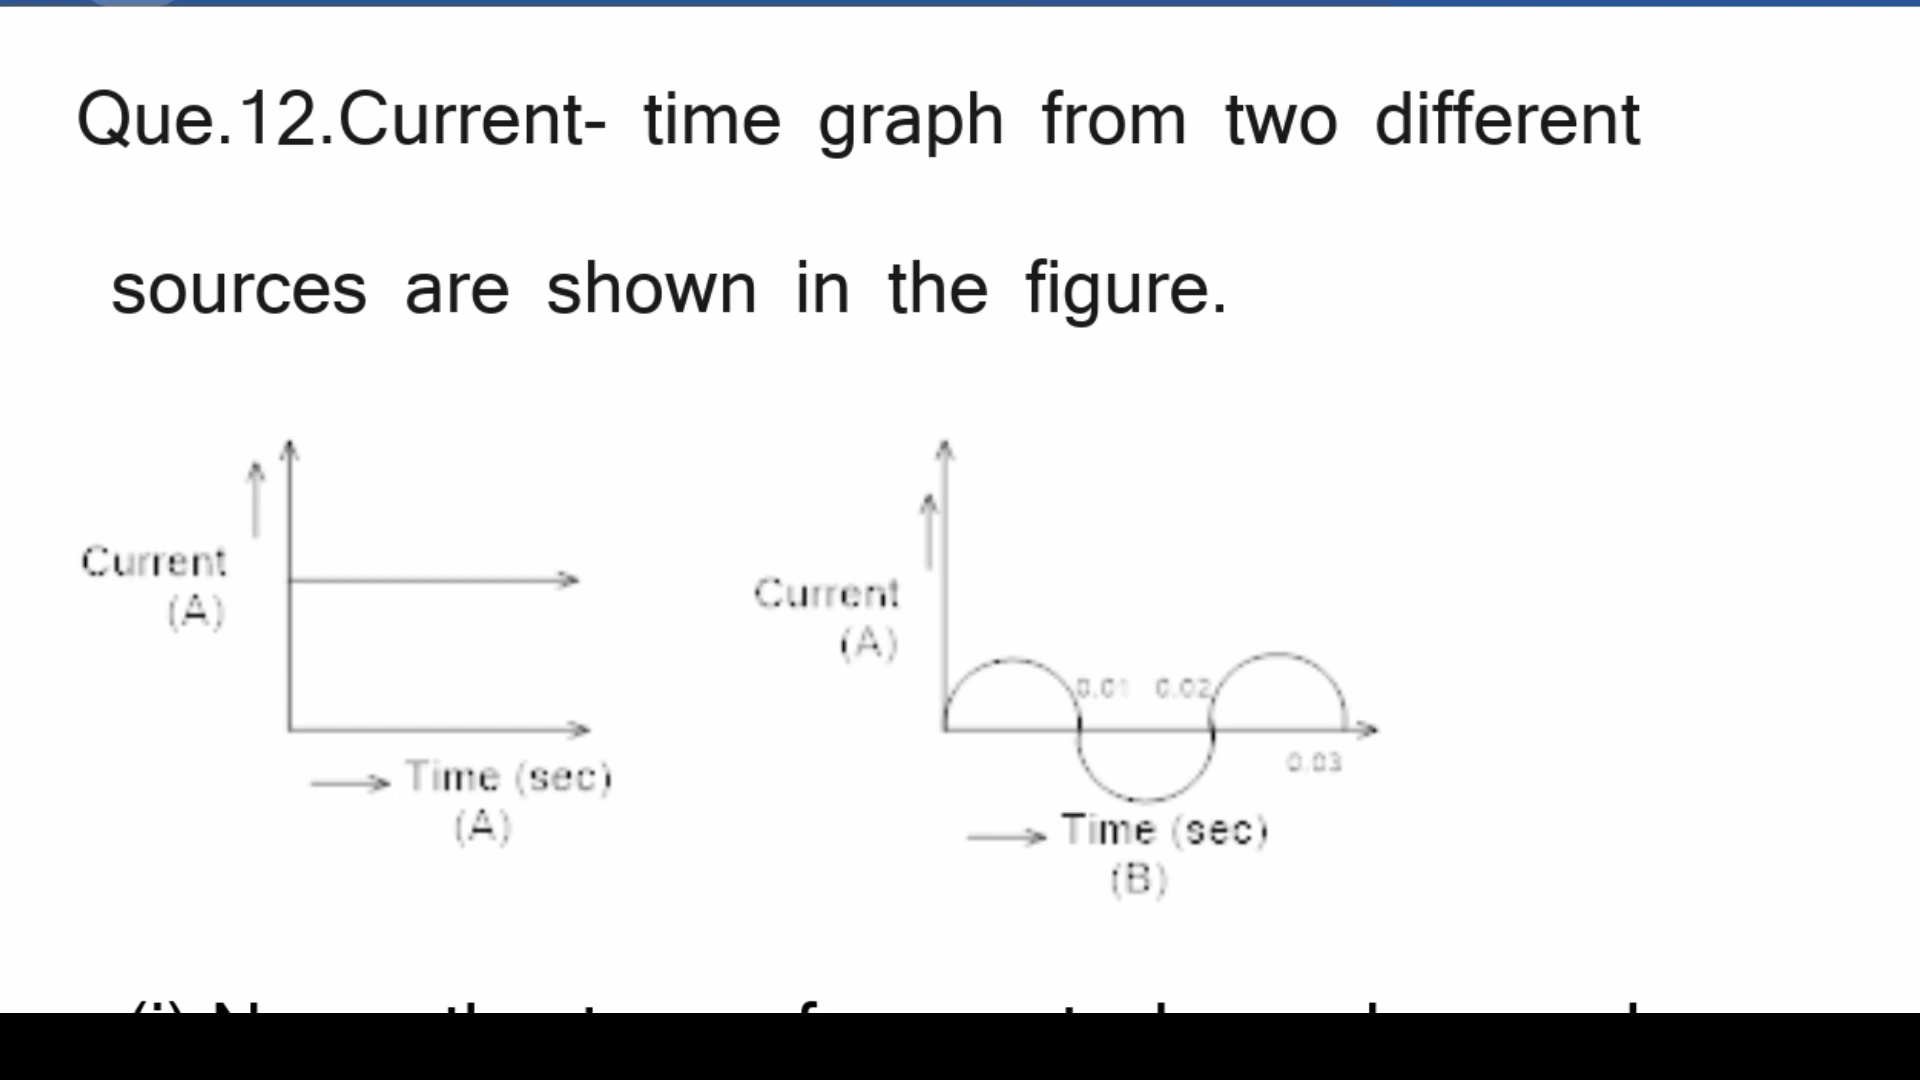 Que.12.Current- time graph from two different
sources are shown in the figure.
Current
(A)
Time (sec)
(A)
Current
(A)
0.01 0.02
0.03
Time (sec)
(B)